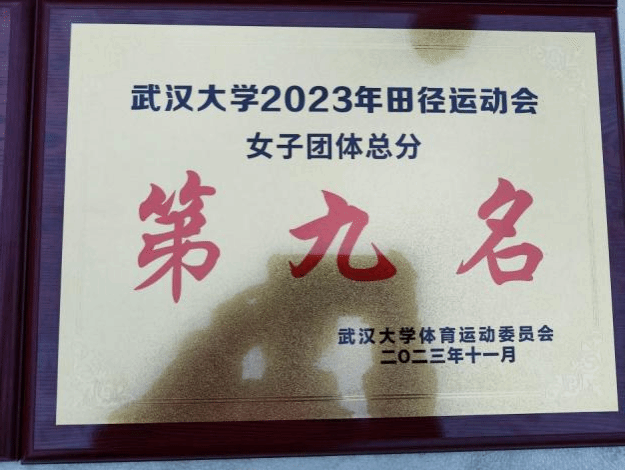 武汉大学2023年田径运动会
女子团体总分
第九名
武汉大学体育运动委员会
二〇二三年十一月